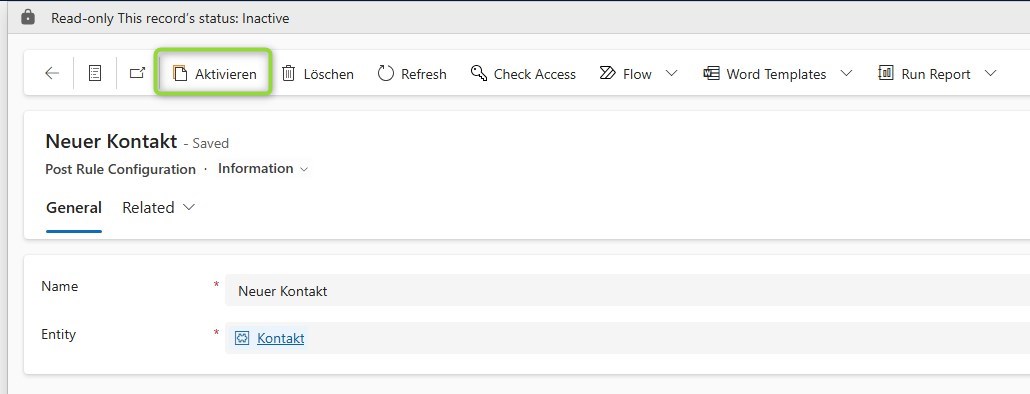 Read-only This record's status: Inactive
Aktivieren Löschen Refresh Check Access Flow Word Templates Run Report
Neuer Kontakt - Saved
Post Rule Configuration · Information
General Related
Name * Neuer Kontakt
Entity * Kontakt